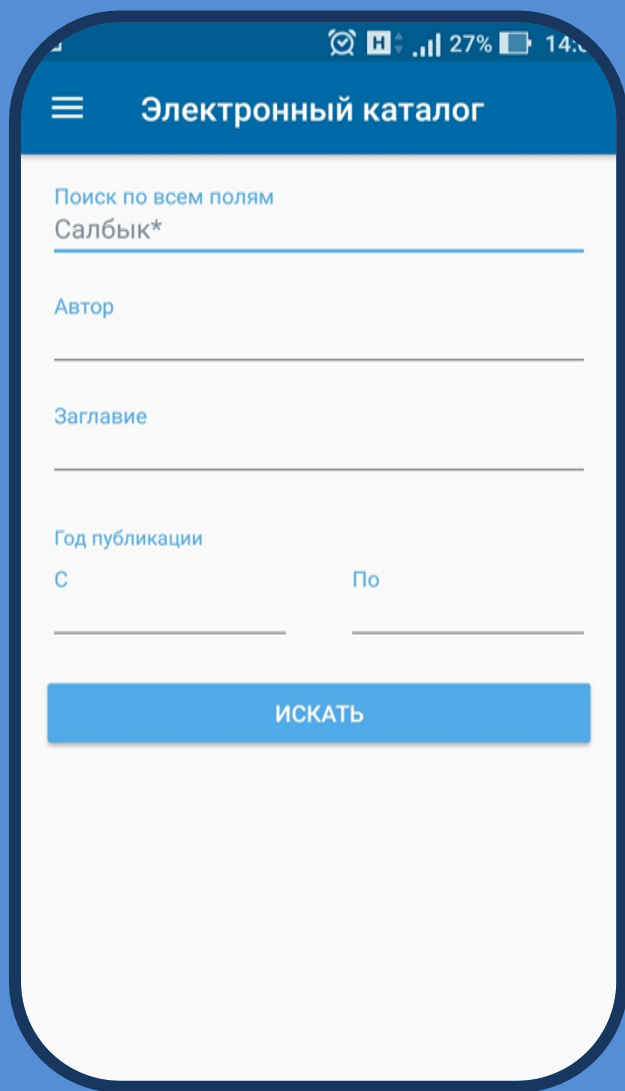 27%
Электронный каталог
Поиск по всем полям
Салбык*
Автор
Заглавие
Год публикации
С По
ИСКАТЬ